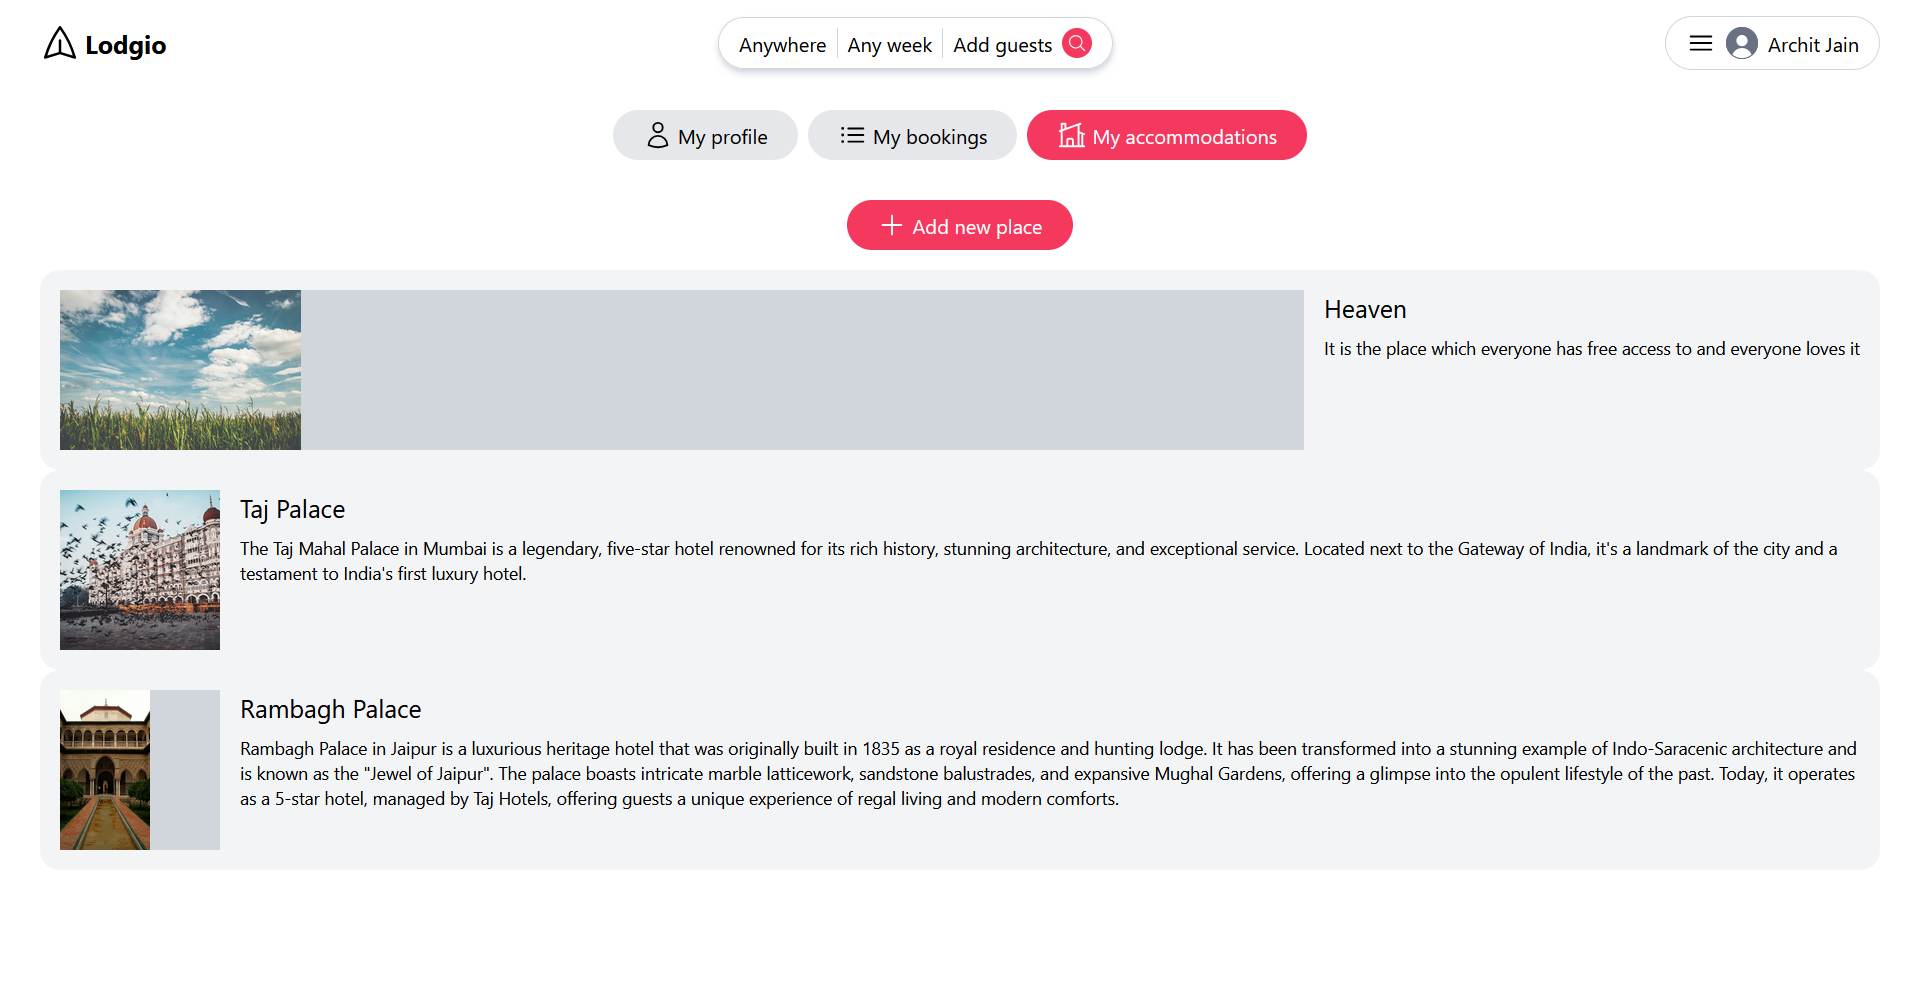 Lodgio
Anywhere
Any week
Add guests
Archit Jain
My profile
My bookings
My accommodations
Add new place
Heaven
It is the place which everyone has free access to and everyone loves it
Taj Palace
The Taj Mahal Palace in Mumbai is a legendary, five-star hotel renowned for its rich history, stunning architecture, and exceptional service. Located next to the Gateway of India, it's a landmark of the city and a
testament to India's first luxury hotel.
Rambagh Palace
Rambagh Palace in Jaipur is a luxurious heritage hotel that was originally built in 1835 as a royal residence and hunting lodge. It has been transformed into a stunning example of Indo-Saracenic architecture and
is known as the "Jewel of Jaipur". The palace boasts intricate marble latticework, sandstone balustrades, and expansive Mughal Gardens, offering a glimpse into the opulent lifestyle of the past. Today, it operates
as a 5-star hotel, managed by Taj Hotels, offering guests a unique experience of regal living and modern comforts.